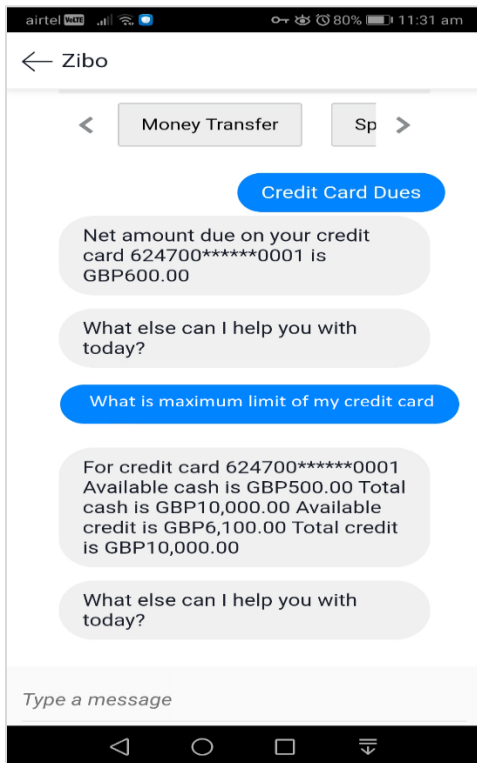 airtel VoLTE 80% 11:31 am
Zibo
< Money Transfer Sp >
Credit Card Dues
Net amount due on your credit
card 624700******0001 is
GBP600.00
What else can I help you with
today?
What is maximum limit of my credit card
For credit card 624700******0001
Available cash is GBP500.00 Total
cash is GBP10,000.00 Available
credit is GBP6,100.00 Total credit
is GBP10,000.00
What else can I help you with
today?
Type a message